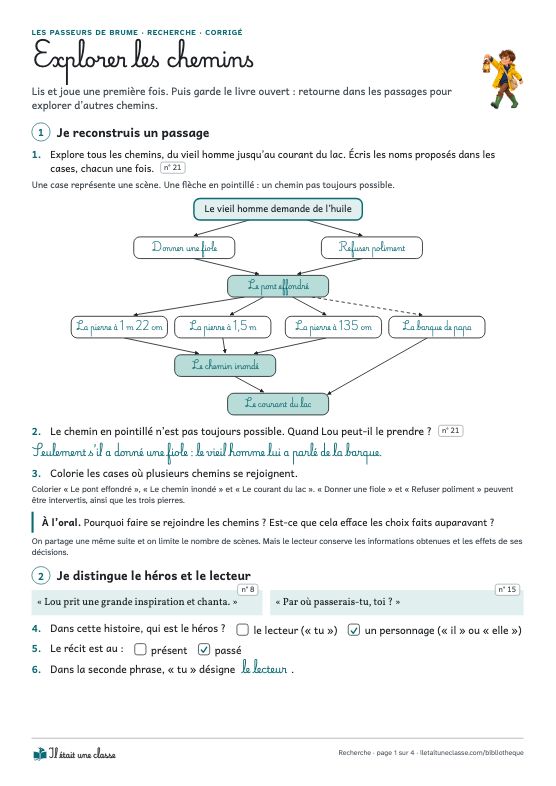 LES PASSEURS DE BRUME · RECHERCHE · CORRIGÉ
Explorer les chemins
Lis et joue une première fois. Puis garde le livre ouvert : retourne dans les passages pour
explorer d'autres chemins.
1 Je reconstruis un passage
1. Explore tous les chemins, du vieil homme jusqu'au courant du lac. Écris les noms proposés dans les
cases, chacun une fois. n° 21
Une case représente une scène. Une flèche en pointillé : un chemin pas toujours possible.
Le vieil homme demande de l'huile
Donner une fiole Refuser poliment
Le pont effondré
La pierre à 1 m 22 cm La pierre à 1,5 m La pierre à 135 cm La barque de papa
Le chemin inondé
Le courant du lac
2. Le chemin en pointillé n'est pas toujours possible. Quand Lou peut-il le prendre ? n° 21
Seulement s'il a donné une fiole : le vieil homme lui a parlé de la barque.
3. Colorie les cases où plusieurs chemins se rejoignent.
Colorier « Le pont effondré », « Le chemin inondé » et « Le courant du lac ». « Donner une fiole » et « Refuser poliment » peuvent
être intervertis, ainsi que les trois pierres.
À l'oral. Pourquoi faire se rejoindre les chemins ? Est-ce que cela efface les choix faits auparavant ?
On partage une même suite et on limite le nombre de scènes. Mais le lecteur conserve les informations obtenues et les effets de ses
décisions.
2 Je distingue le héros et le lecteur
n° 8 n° 15
« Lou prit une grande inspiration et chanta. » « Par où passerais-tu, toi ? »
4. Dans cette histoire, qui est le héros ? le lecteur (« tu ») un personnage (« il » ou « elle »)
5. Le récit est au : présent passé
6. Dans la seconde phrase, « tu » désigne le lecteur .
Il était une classe Recherche · page 1 sur 4 · iletaituneclasse.com/bibliotheque